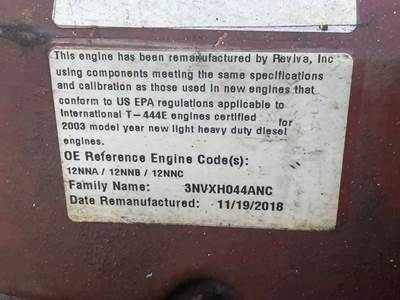 This engine has been remanufactured by Reviva, Inc
using components meeting the same specifications
and calibration as those used in new engines that
conform to US EPA regulations applicable to
International T-444E engines certified for
2003 model year new light heavy duty diesel
engines.
OE Reference Engine Code(s):
12NNA / 12NNB / 12NNC
Family Name: 3NVXH044ANC
Date Remanufactured: 11/19/2018